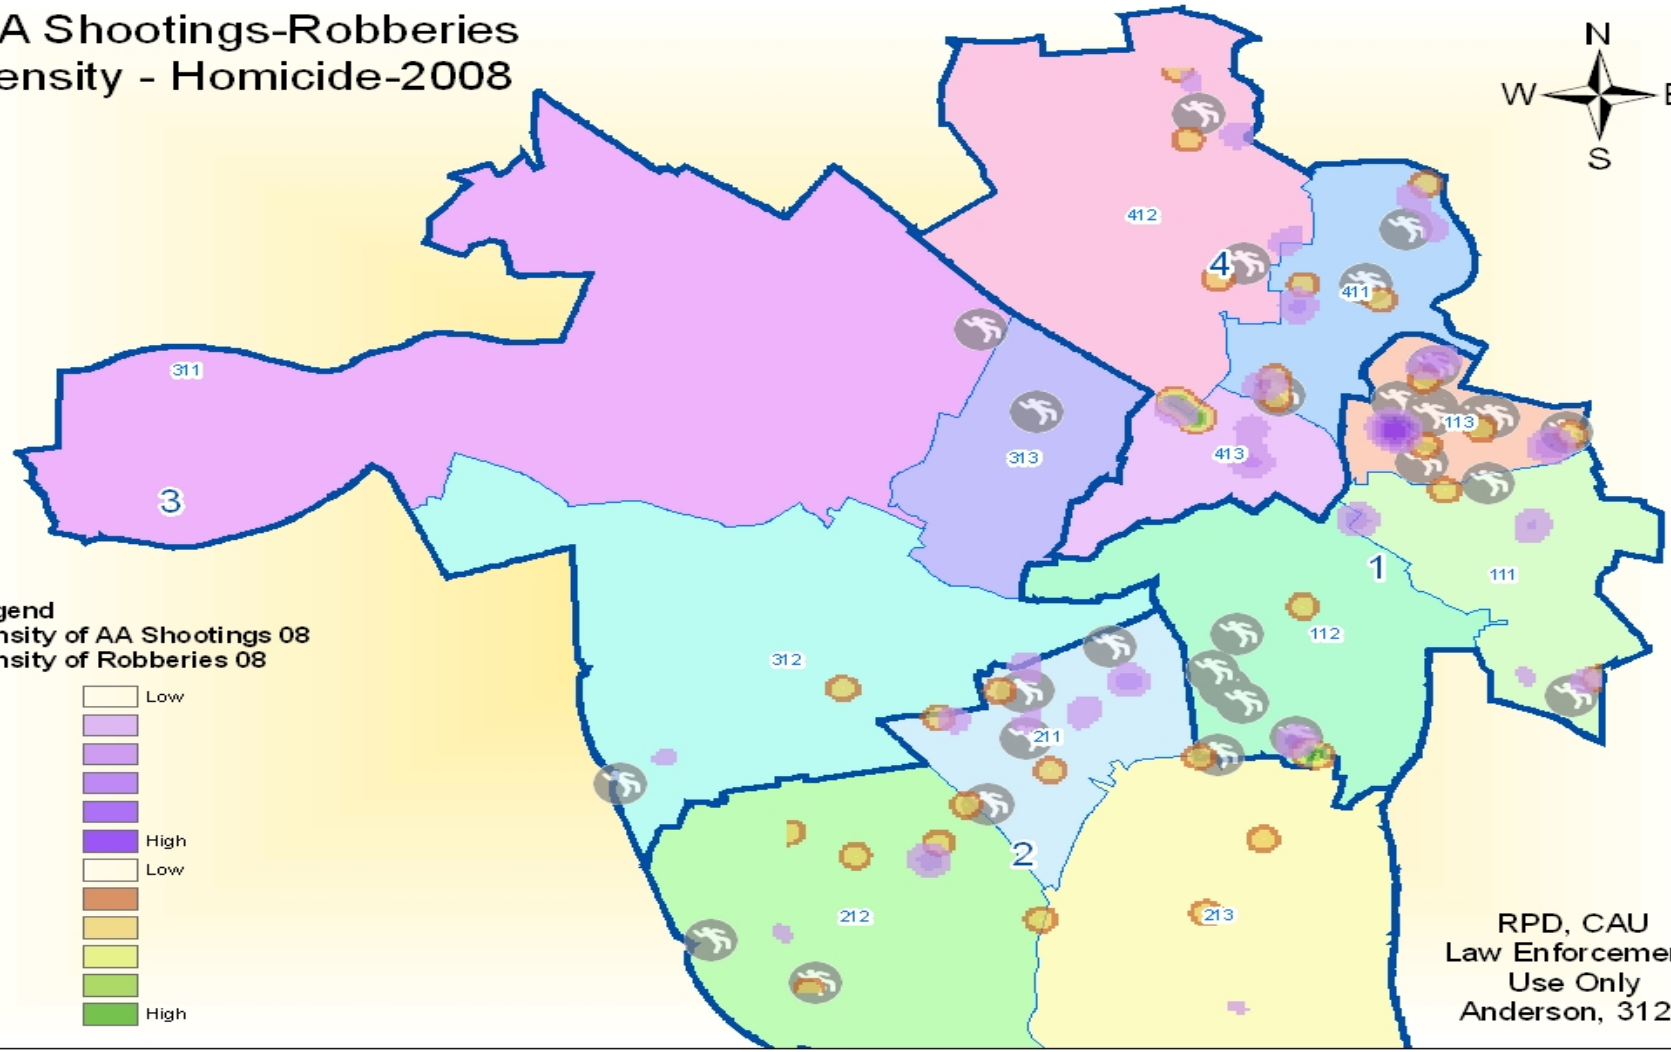 A Shootings-Robberies
ensity - Homicide-2008
N
W E
S
412
4
411
311
113
313
413
3
1
111
112
312
211
2
212
213
gend
nsity of AA Shootings 08
nsity of Robberies 08
Low
High
Low
High
RPD, CAU
Law Enforcemen
Use Only
Anderson, 312